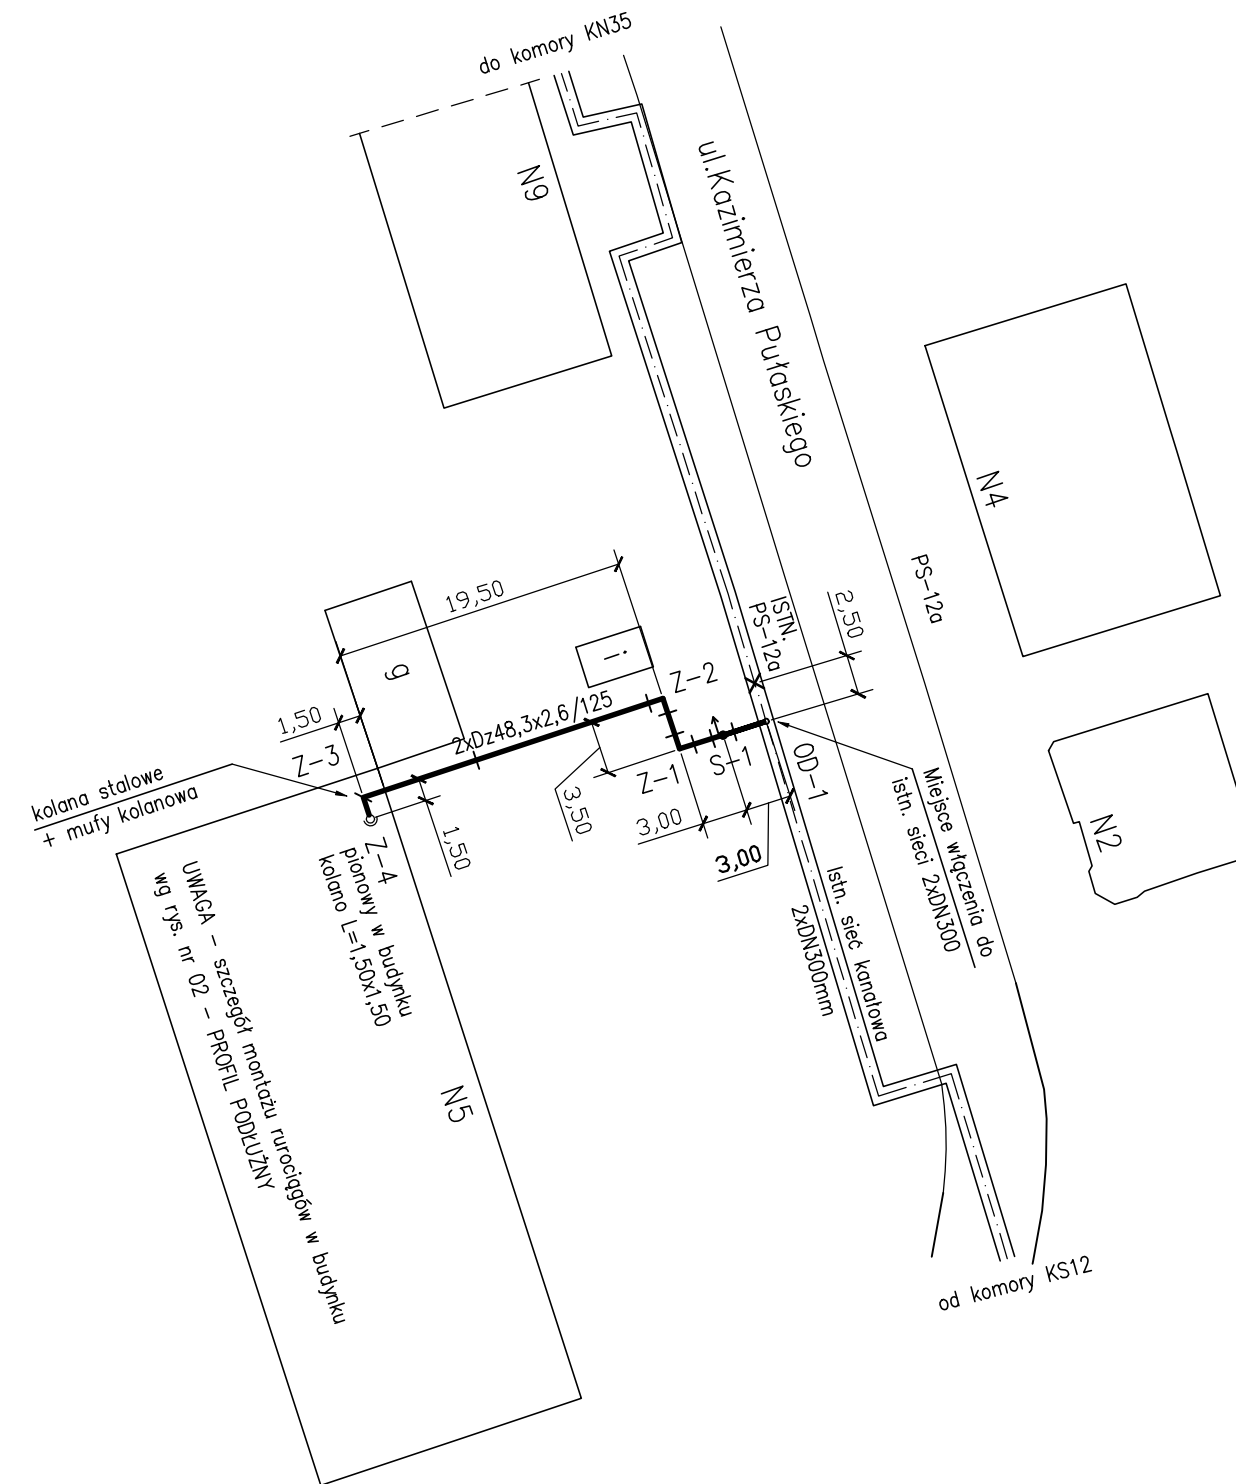 do komory KN35
N9
ul.Kazimierza Pułaskiego
N4
PS-12a
2,50
ISTN.
PS-12a
19,50
g
i
Z-2
2xDz48,3x2,6/125
1,50
Z-3
kolana stalowe
+ mufy kolanowa
Z-1
S-1
OD-1
3,50
3,00
3,00
Miejsce włączenia do
istn. sieci 2xDN300
N2
1,50
Z-4
pionowy w budynku
kolano L=1,50x1,50
Istn. sieć kanałowa
2xDN300mm
UWAGA - szczegół montażu rurociągów w budynku
wg rys. nr 02 - PROFIL PODŁUŻNY
N5
od komory KS12